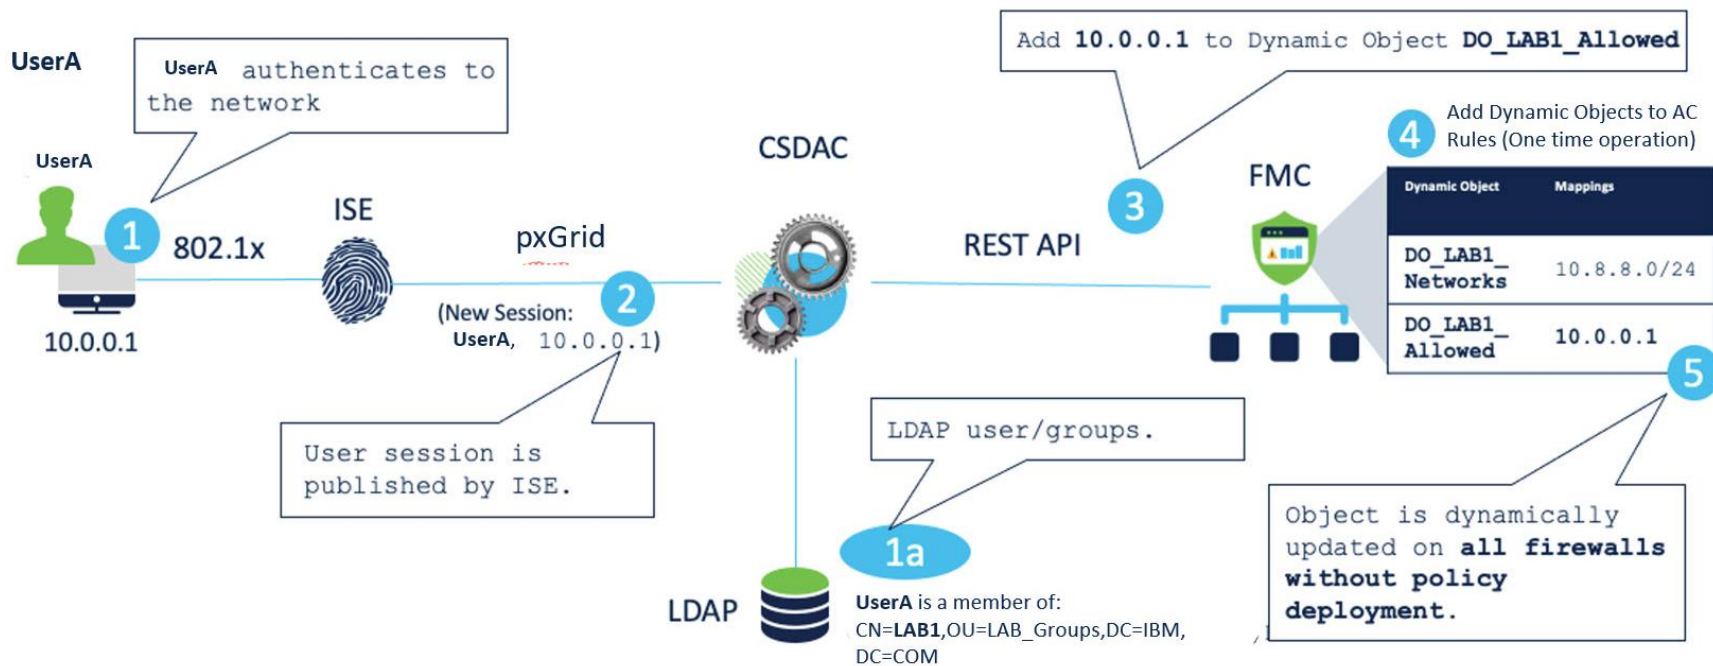 UserA
UserA authenticates to
the network
UserA
1
802.1x
10.0.0.1
ISE
pxGrid
2
(New Session:
UserA, 10.0.0.1)
User session is
published by ISE.
CSDAC
REST API
Add 10.0.0.1 to Dynamic Object DO_LAB1_Allowed
3
FMC
4
Add Dynamic Objects to AC
Rules (One time operation)
Dynamic Object Mappings
DO_LAB1_
Networks
10.8.8.0/24
DO_LAB1_
Allowed
10.0.0.1
5
Object is dynamically
updated on all firewalls
without policy
deployment.
LDAP user/groups.
1a
LDAP
UserA is a member of:
CN=LAB1,OU=LAB_Groups,DC=IBM,
DC=COM